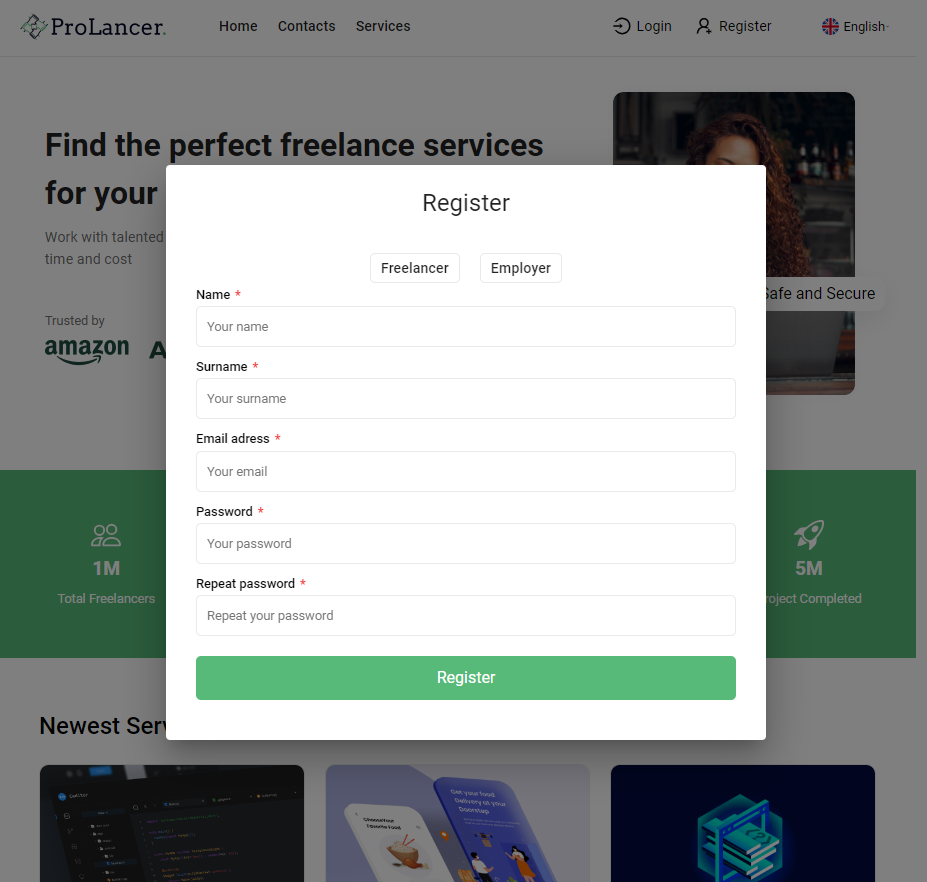 ProLancer.
Home Contacts Services
Login Register English
Find the perfect freelance services
for your
Work with talented
time and cost
Trusted by
amazon
Safe and Secure
Register
Freelancer Employer
Name *
Your name
Surname *
Your surname
Email adress *
Your email
Password *
Your password
Repeat password *
Repeat your password
Register
1M
Total Freelancers
5M
roject Completed
Newest Serv
Choose Your
Favorite Food
Get your food
Delivery at your
Doorstep